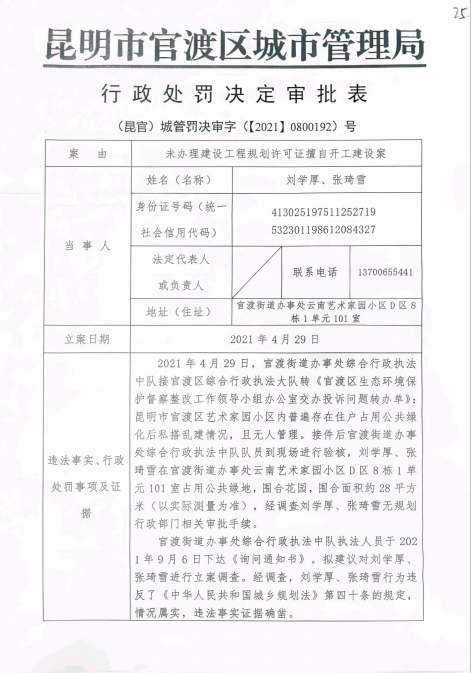 25
昆明市官渡区城市管理局
行政处罚决定审批表
（昆官）城管罚决审字（【2021】0800192）号
案 由 未办理建设工程规划许可证擅自开工建设案
当事人
姓名（名称） 刘学厚、张琦雪
身份证号码（统一社会信用代码） 413025197511252719
532301198612084327
法定代表人
或负责人
联系电话 13700655441
地址（住址） 官渡街道办事处云南艺术家园小区D区8
栋1单元101室
立案日期 2021年4月29日
违法事实、行政
处罚事项及证
据
2021年4月29日，官渡街道办事处综合行政执法
中队接官渡区综合行政执法大队转《官渡区生态环境保
护督察整改工作领导小组办公室交办投诉问题转办单》：
昆明市官渡区艺术家园小区内普遍存在住户占用公共绿
化后私搭乱建情况，且无人管理。接件后官渡街道办事
处综合行政执法中队队员到现场进行验核，刘学厚、张
琦雪在官渡街道办事处云南艺术家园小区D区8栋1单
元101室占用公共绿地，围合花园，围合面积约28平方
米（以实际测量为准），经调查刘学厚、张琦雪无规划
行政部门相关审批手续。
官渡街道办事处综合行政执法中队执法人员于202
1年9月6日下达《询问通知书》。拟建议对刘学厚、
张琦雪进行立案调查。经调查，刘学厚、张琦雪行为违
反了《中华人民共和国城乡规划法》第四十条的规定，
情况属实，违法事实证据确凿。